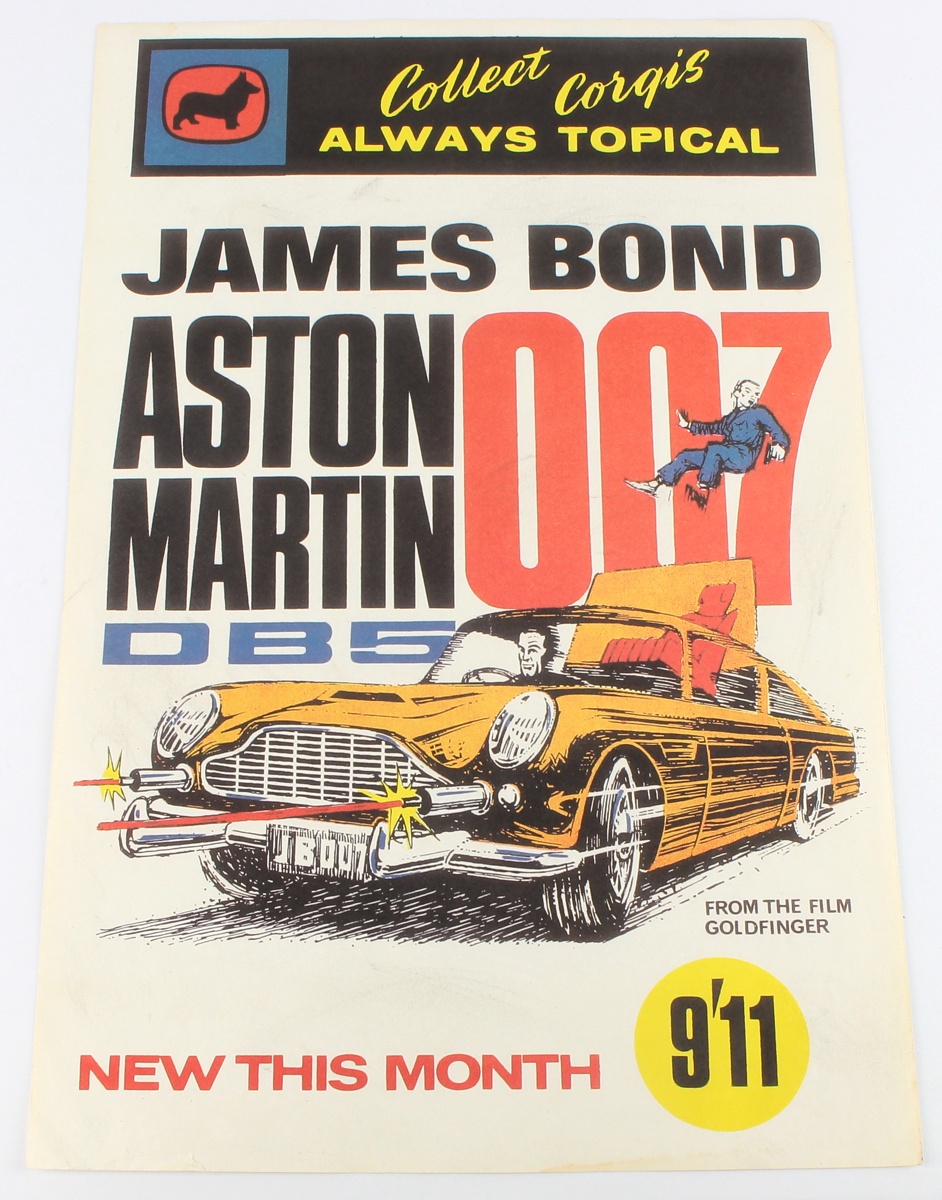 Collect Corgis
ALWAYS TOPICAL
JAMES BOND
ASTON
MARTIN
007
DB5
JB007
FROM THE FILM
GOLDFINGER
NEW THIS MONTH
9'11